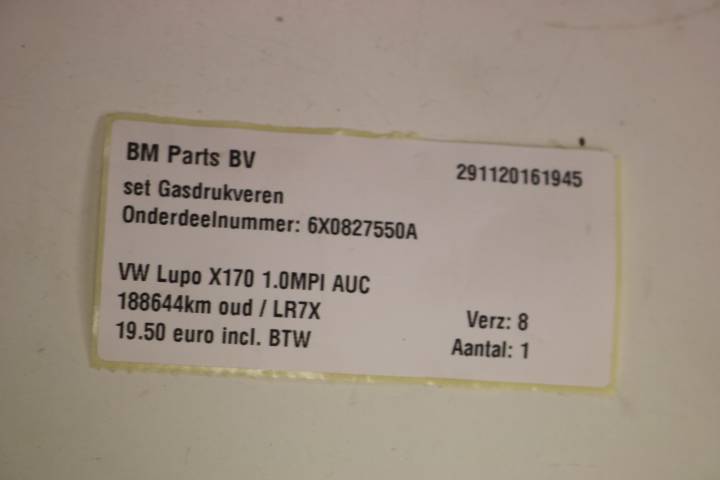 BM Parts BV
291120161945
set Gasdrukveren
Onderdeelnummer: 6X0827550A
VW Lupo X170 1.0MPI AUC
188644km oud / LR7X
Verz: 8
19.50 euro incl. BTW
Aantal: 1